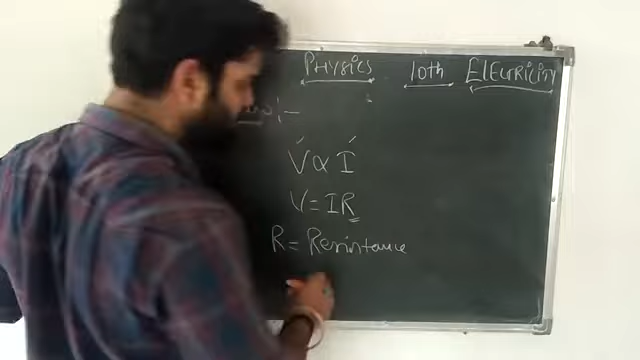 PHYSICS 10th ELECTRICITY
V ∝ I
V = IR
R = Resistance